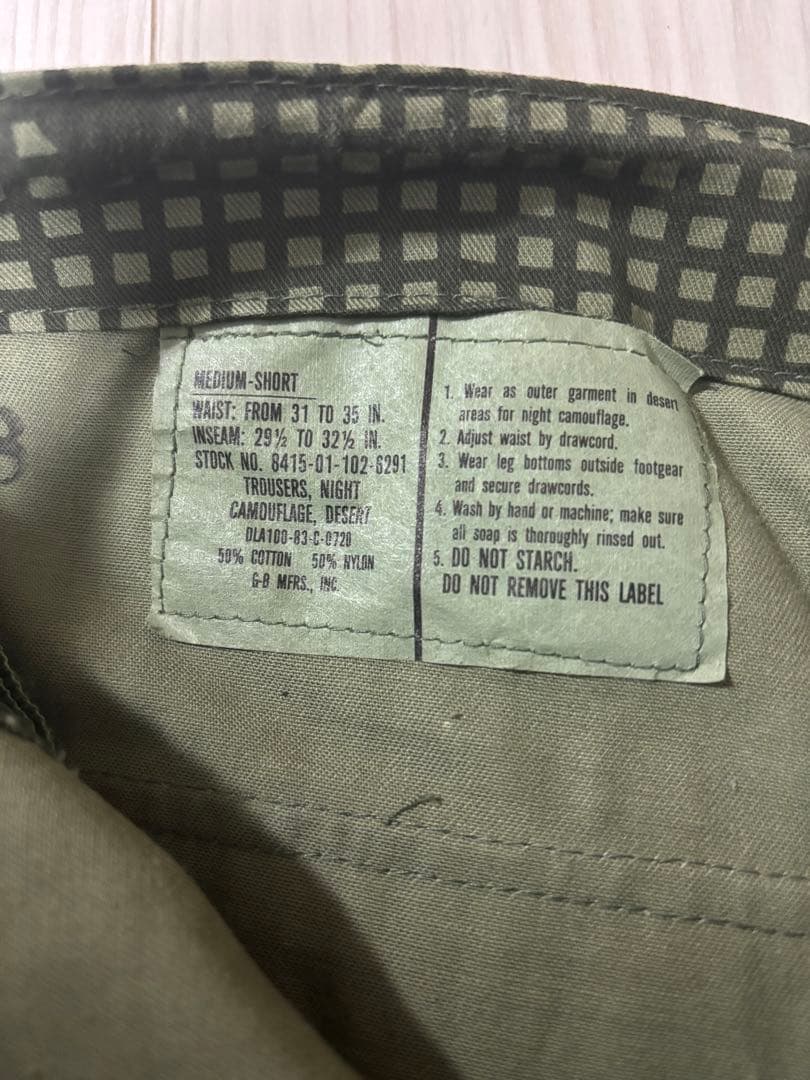 MEDIUM-SHORT
WAIST: FROM 31 TO 35 IN.
INSEAM: 29½ TO 32½ IN.
STOCK NO. 8415-01-102-6291
TROUSERS, NIGHT
CAMOUFLAGE, DESERT
DLA100-83-C-0720
50% COTTON 50% NYLON
G-B MFRS., INC.
1. Wear as outer garment in desert
areas for night camouflage.
2. Adjust waist by drawcord.
3. Wear leg bottoms outside footgear
and secure drawcords.
4. Wash by hand or machine; make sure
all soap is thoroughly rinsed out.
5. DO NOT STARCH.
DO NOT REMOVE THIS LABEL
8